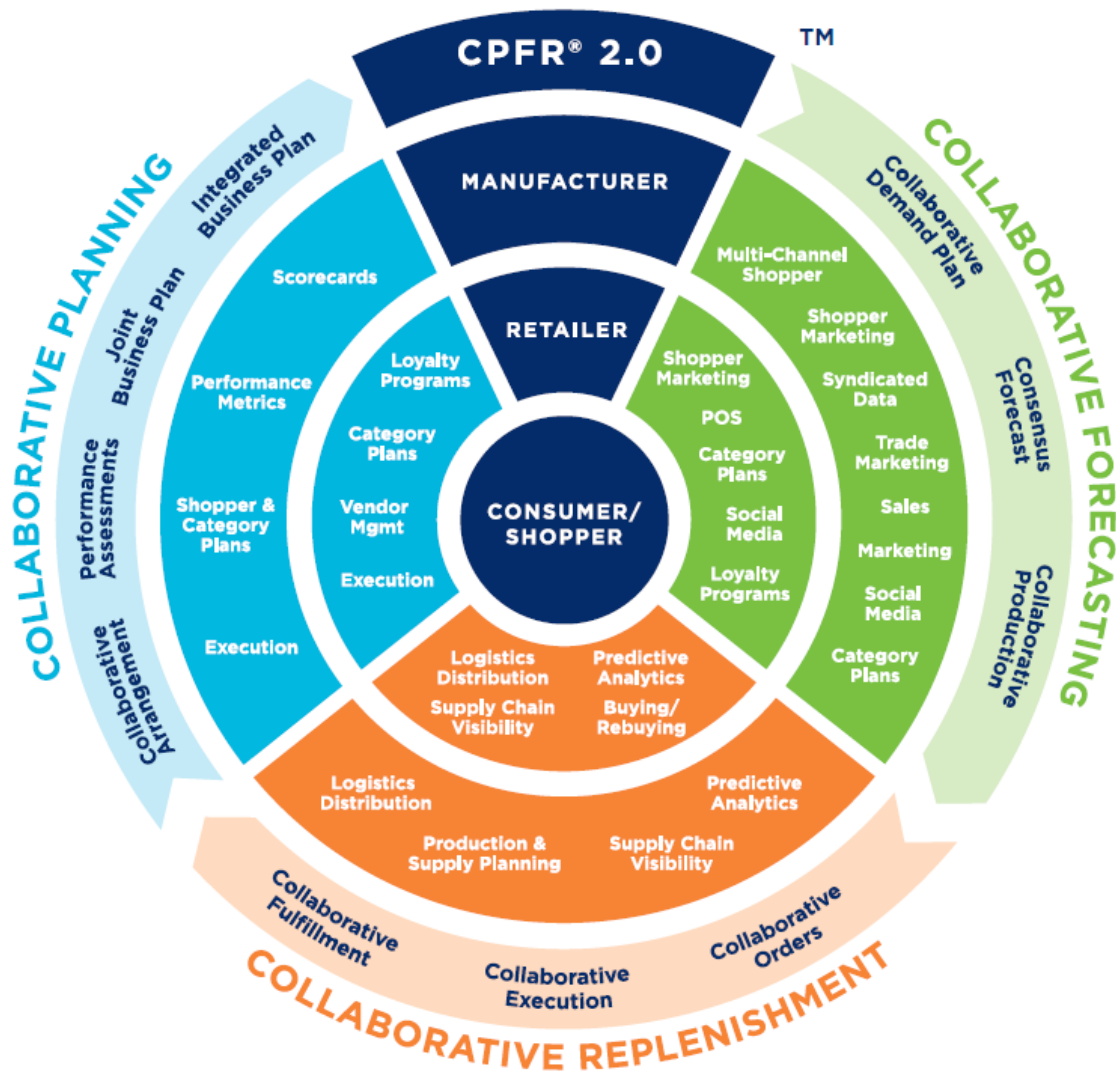 CPFR® 2.0
TM
MANUFACTURER
RETAILER
CONSUMER/
SHOPPER
COLLABORATIVE PLANNING
Integrated
Business Plan
Joint
Business Plan
Performance
Assessments
Collaborative
Arrangement
Scorecards
Performance
Metrics
Shopper &
Category
Plans
Execution
Loyalty
Programs
Category
Plans
Vendor
Mgmt
Execution
COLLABORATIVE FORECASTING
Collaborative
Demand Plan
Consensus
Forecast
Collaborative
Production
Multi-Channel
Shopper
Shopper
Marketing
Syndicated
Data
Trade
Marketing
Sales
Marketing
Social
Media
Category
Plans
Shopper
Marketing
POS
Category
Plans
Social
Media
Loyalty
Programs
Logistics
Distribution
Predictive
Analytics
Supply Chain
Visibility
Buying/
Rebuying
Logistics
Distribution
Predictive
Analytics
Production &
Supply Planning
Supply Chain
Visibility
Collaborative
Fulfillment
Collaborative
Execution
Collaborative
Orders
COLLABORATIVE REPLENISHMENT